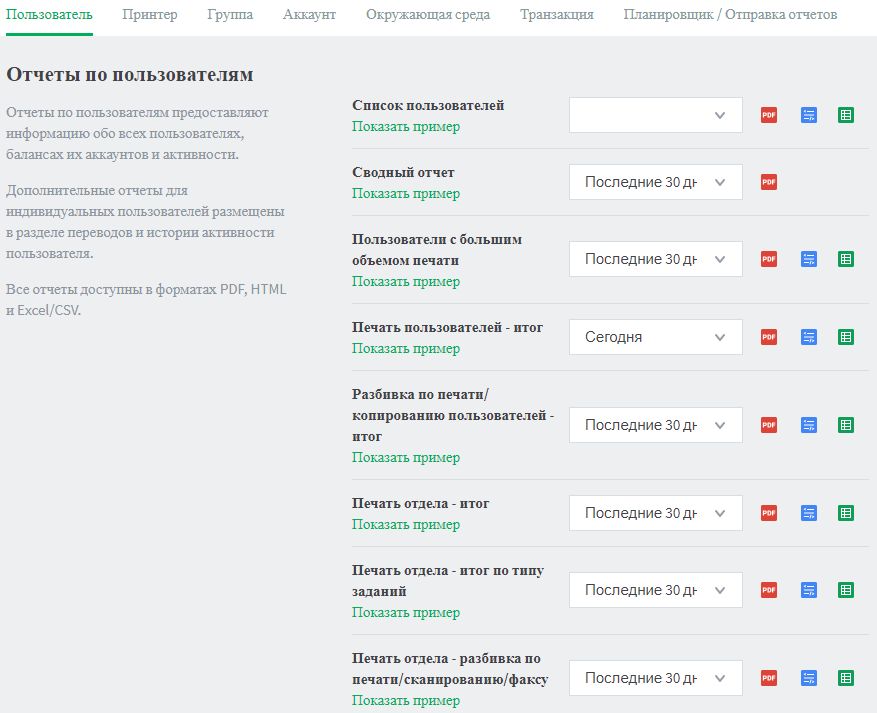 Пользователь Принтер Группа Аккаунт Окружающая среда Транзакция Планировщик / Отправка отчетов
Отчеты по пользователям
Отчеты по пользователям предоставляют
информацию обо всех пользователях,
балансах их аккаунтов и активности.
Дополнительные отчеты для
индивидуальных пользователей размещены
в разделе переводов и истории активности
пользователя.
Все отчеты доступны в форматах PDF, HTML
и Excel/CSV.
Список пользователей
Показать пример
PDF
Сводный отчет
Показать пример
Последние 30 дн
PDF
Пользователи с большим
объемом печати
Показать пример
Последние 30 дн
PDF
Печать пользователей - итог
Показать пример
Сегодня
PDF
Разбивка по печати/
копированию пользователей -
итог
Показать пример
Последние 30 дн
PDF
Печать отдела - итог
Показать пример
Последние 30 дн
PDF
Печать отдела - итог по типу
заданий
Показать пример
Последние 30 дн
PDF
Печать отдела - разбивка по
печати/сканированию/факсу
Показать пример
Последние 30 дн
PDF